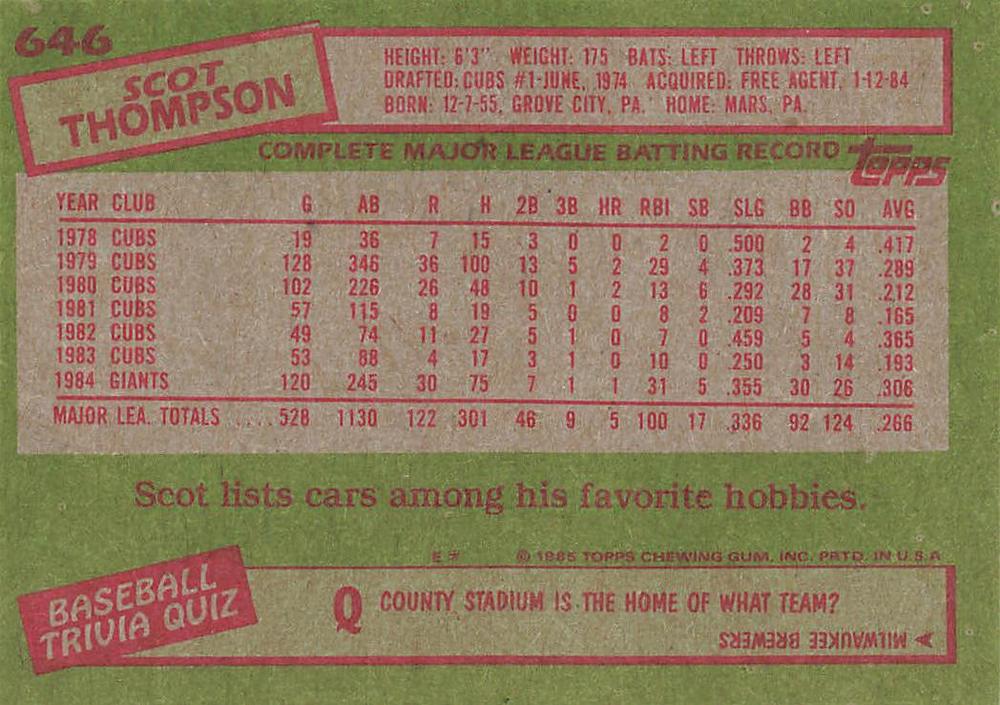 646
SCOT
THOMPSON
HEIGHT: 6'3" WEIGHT: 175 BATS: LEFT THROWS: LEFT
DRAFTED: CUBS #1-JUNE, 1974 ACQUIRED: FREE AGENT, 1-12-84
BORN: 12-7-55, GROVE CITY, PA. HOME: MARS, PA.
COMPLETE MAJOR LEAGUE BATTING RECORD
topps
YEAR CLUB G AB R H 2B 3B HR RBI SB SLG BB SO AVG
1978 CUBS 19 36 7 15 3 0 0 2 0 .500 2 4 .417
1979 CUBS 128 346 36 100 13 5 2 29 4 .373 17 37 .289
1980 CUBS 102 226 26 48 10 1 2 13 6 .292 28 31 .212
1981 CUBS 57 115 8 19 5 0 0 8 2 .209 7 8 .165
1982 CUBS 49 74 11 27 5 1 0 7 0 .459 5 4 .365
1983 CUBS 53 88 4 17 3 1 0 10 0 .250 3 14 .193
1984 GIANTS 120 245 30 75 7 1 1 31 5 .355 30 26 .306
MAJOR LEA. TOTALS .... 528 1130 122 301 46 9 5 100 17 .336 92 124 .266
Scot lists cars among his favorite hobbies.
E* © 1985 TOPPS CHEWING GUM, INC. PRTD. IN U.S.A
BASEBALL
TRIVIA QUIZ
Q COUNTY STADIUM IS THE HOME OF WHAT TEAM?
A MILWAUKEE BREWERS